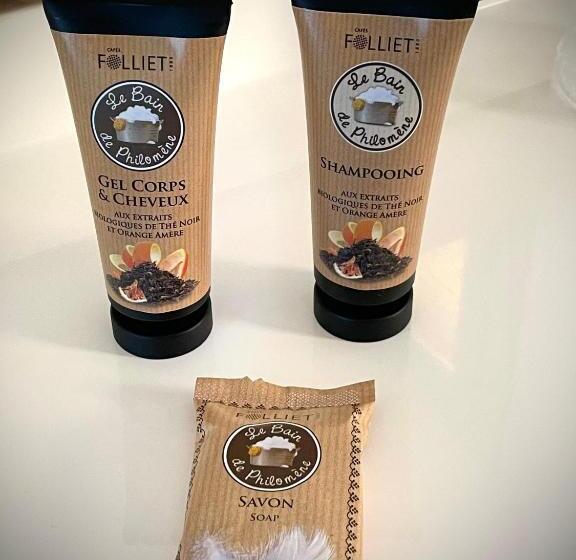 CAFÉS
FOLLIET
Le Bain
de Philomène
GEL CORPS
& CHEVEUX
AUX EXTRAITS
BIOLOGIQUES DE THÉ NOIR
ET ORANGE AMÈRE
CAFÉS
FOLLIET
Le Bain
de Philomène
SHAMPOOING
AUX EXTRAITS
BIOLOGIQUES DE THÉ NOIR
ET ORANGE AMÈRE
FOLLIET
Le Bain
de Philomène
SAVON
SOAP